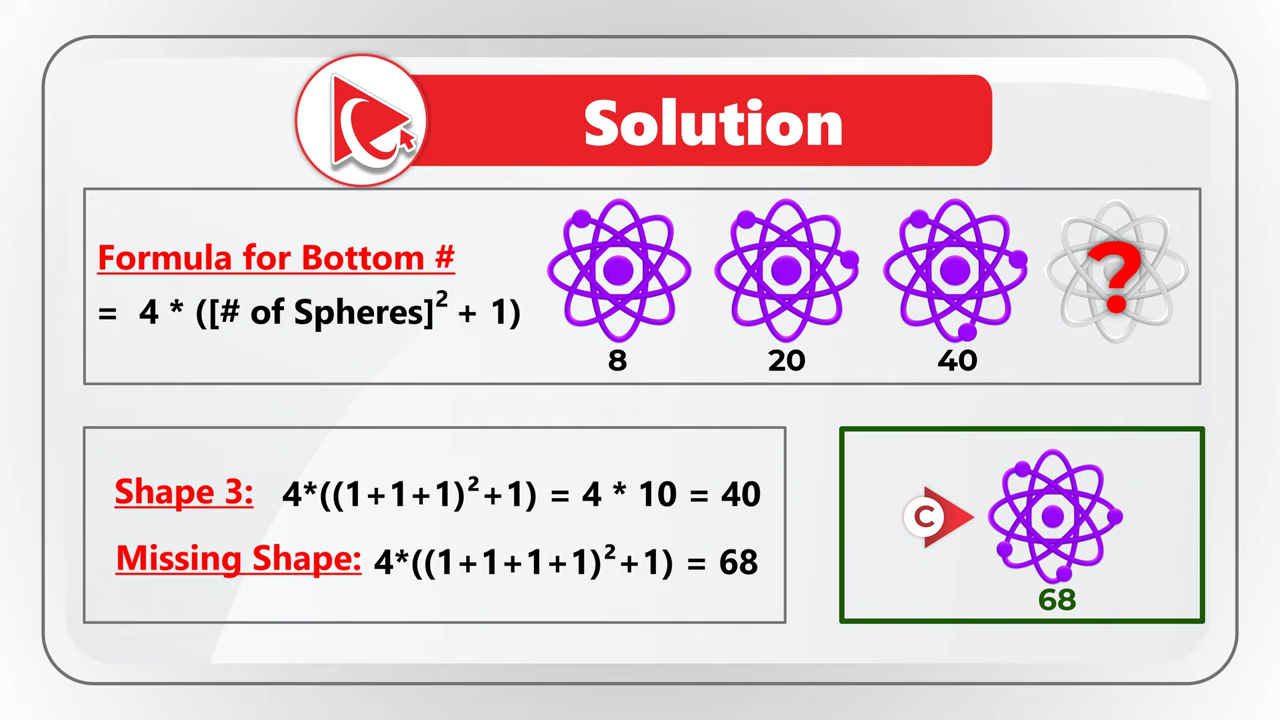 Solution
Formula for Bottom #
= 4 * ([# of Spheres]² + 1)
8 20 40 ?
Shape 3: 4*((1+1+1)²+1) = 4 * 10 = 40
Missing Shape: 4*((1+1+1+1)²+1) = 68
C
68